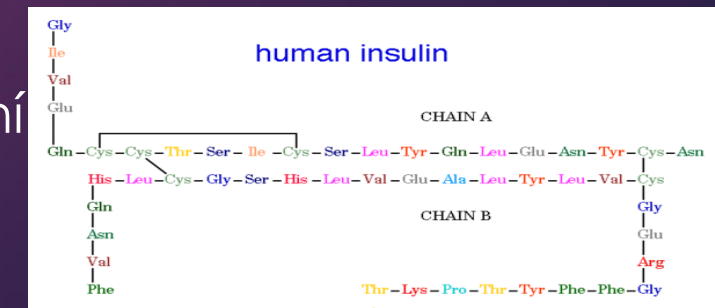 Gly
human insulin
Ile
Val
ní
Glu
CHAIN A
Gln–Cys–Cys–Thr–Ser–Ile–Cys–Ser–Leu–Tyr–Gln–Leu–Glu–Asn–Tyr–Cys–Asn
His–Leu–Cys–Gly–Ser–His–Leu–Val–Glu–Ala–Leu–Tyr–Leu–Val–Cys
Gln
Gly
CHAIN B
Asn
Glu
Val
Arg
Phe
Thr–Lys–Pro–Thr–Tyr–Phe–Phe–Gly